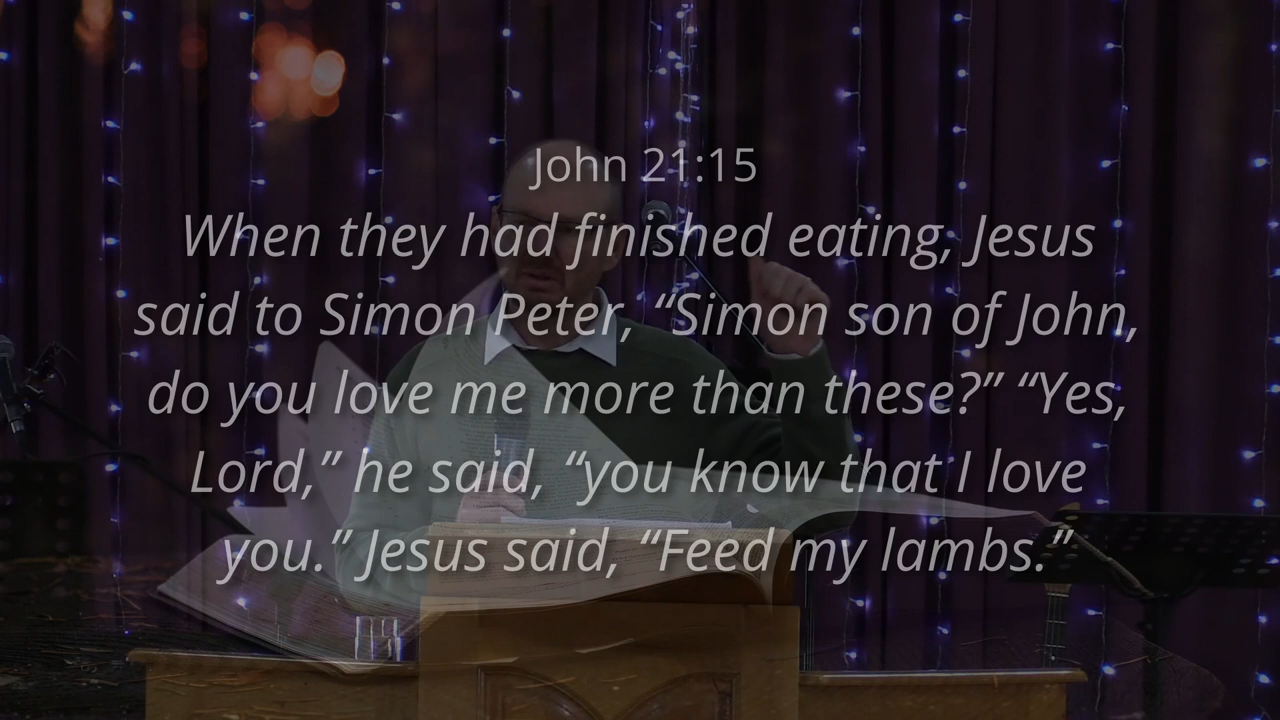 John 21:15
When they had finished eating, Jesus
said to Simon Peter, “Simon son of John,
do you love me more than these?” “Yes,
Lord,” he said, “you know that I love
you.” Jesus said, “Feed my lambs.”